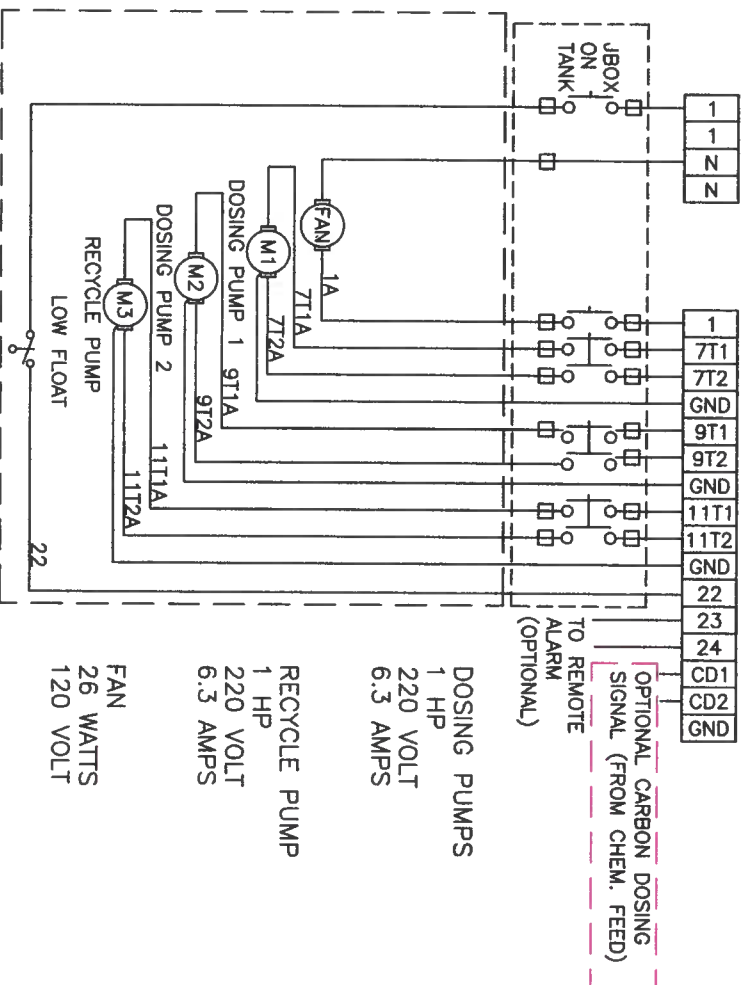 JBOX
ON
TANK
1
1
N
N
1
7T1
7T2
GND
9T1
9T2
GND
11T1
11T2
GND
22
23
24
CD1
CD2
GND
FAN
1A
M1
7T1A
7T2A
DOSING PUMP 1
M2
9T1A
9T2A
DOSING PUMP 2
M3
11T1A
11T2A
RECYCLE PUMP
LOW FLOAT
22
TO REMOTE
ALARM
(OPTIONAL)
OPTIONAL CARBON DOSING
SIGNAL (FROM CHEM. FEED)
DOSING PUMPS
1 HP
220 VOLT
6.3 AMPS
RECYCLE PUMP
1 HP
220 VOLT
6.3 AMPS
FAN
26 WATTS
120 VOLT